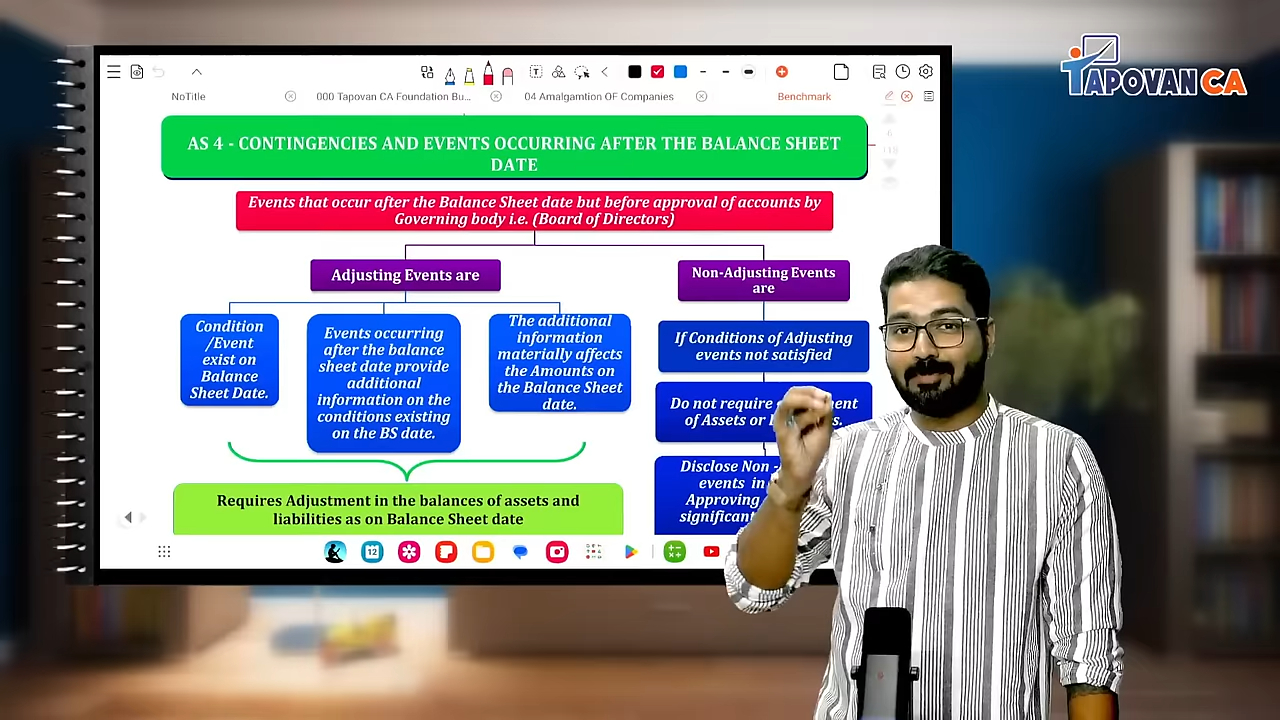 TAPOVAN CA
NoTitle
000 Tapovan CA Foundation Bu...
04 Amalgamtion OF Companies
Benchmark
AS 4 - CONTINGENCIES AND EVENTS OCCURRING AFTER THE BALANCE SHEET
DATE
Events that occur after the Balance Sheet date but before approval of accounts by
Governing body i.e. (Board of Directors)
Adjusting Events are
Non-Adjusting Events
are
Condition
/Event
exist on
Balance
Sheet Date.
Events occurring
after the balance
sheet date provide
additional
information on the
conditions existing
on the BS date.
The additional
information
materially affects
the Amounts on
the Balance Sheet
date.
If Conditions of Adjusting
events not satisfied
Do not require
of Assets or
Disclose Non -
events in
Approving
significant
Requires Adjustment in the balances of assets and
liabilities as on Balance Sheet date
12